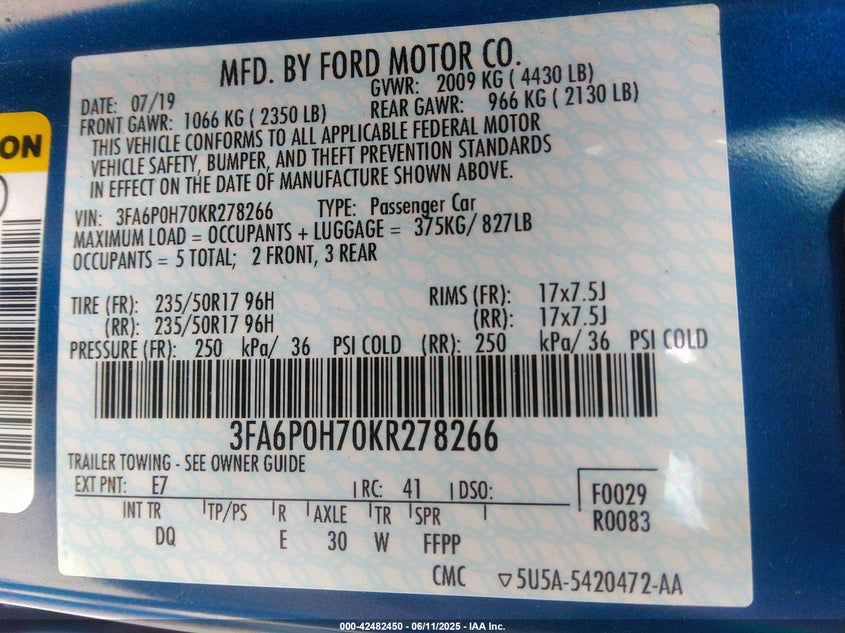 MFD. BY FORD MOTOR CO.
DATE: 07/19 GVWR: 2009 KG ( 4430 LB)
FRONT GAWR: 1066 KG ( 2350 LB) REAR GAWR: 966 KG ( 2130 LB)
THIS VEHICLE CONFORMS TO ALL APPLICABLE FEDERAL MOTOR
VEHICLE SAFETY, BUMPER, AND THEFT PREVENTION STANDARDS
IN EFFECT ON THE DATE OF MANUFACTURE SHOWN ABOVE.
ON
VIN: 3FA6P0H70KR278266 TYPE: Passenger Car
MAXIMUM LOAD = OCCUPANTS + LUGGAGE = 375KG/ 827LB
OCCUPANTS = 5 TOTAL; 2 FRONT, 3 REAR
TIRE (FR): 235/50R17 96H RIMS (FR): 17x7.5J
(RR): 235/50R17 96H (RR): 17x7.5J
PRESSURE (FR): 250 kPa/ 36 PSI COLD (RR): 250 kPa/ 36 PSI COLD
3FA6P0H70KR278266
TRAILER TOWING - SEE OWNER GUIDE
EXT PNT: E7 RC: 41 DSO: F0029
INT TR TP/PS R AXLE TR SPR R0083
DQ E 30 W FFPP
CMC ▽5U5A-5420472-AA
000-42482450 - 06/11/2025 - IAA Inc.